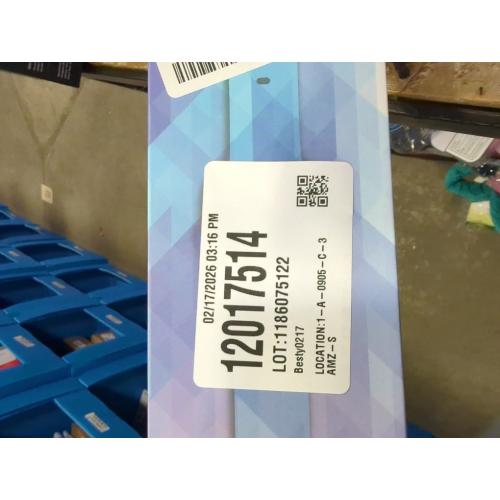 02/17/2026 03:16 PM
12017514
LOT:1186075122
Besty0217
LOCATION:1-A-0905-C-3
AMZ-S